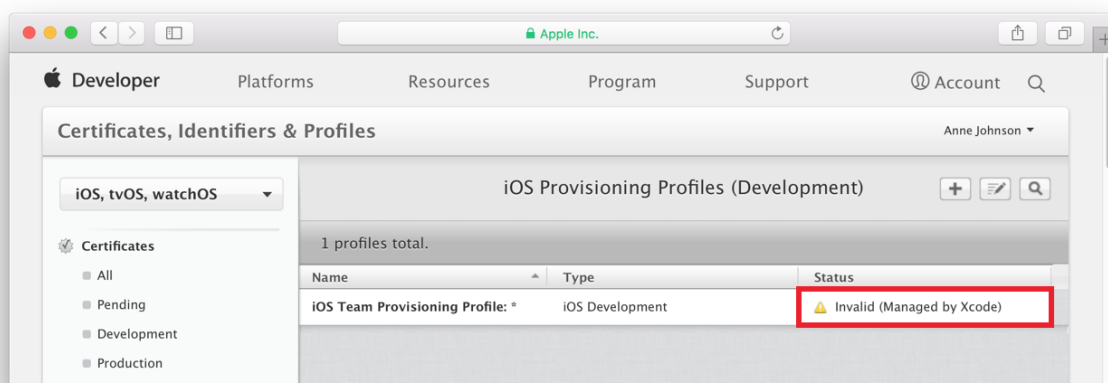 Apple Inc.
Developer Platforms Resources Program Support Account
Certificates, Identifiers & Profiles Anne Johnson
iOS, tvOS, watchOS iOS Provisioning Profiles (Development)
1 profiles total.
Certificates
All
Pending
Development
Production
Name Type Status
iOS Team Provisioning Profile: * iOS Development Invalid (Managed by Xcode)